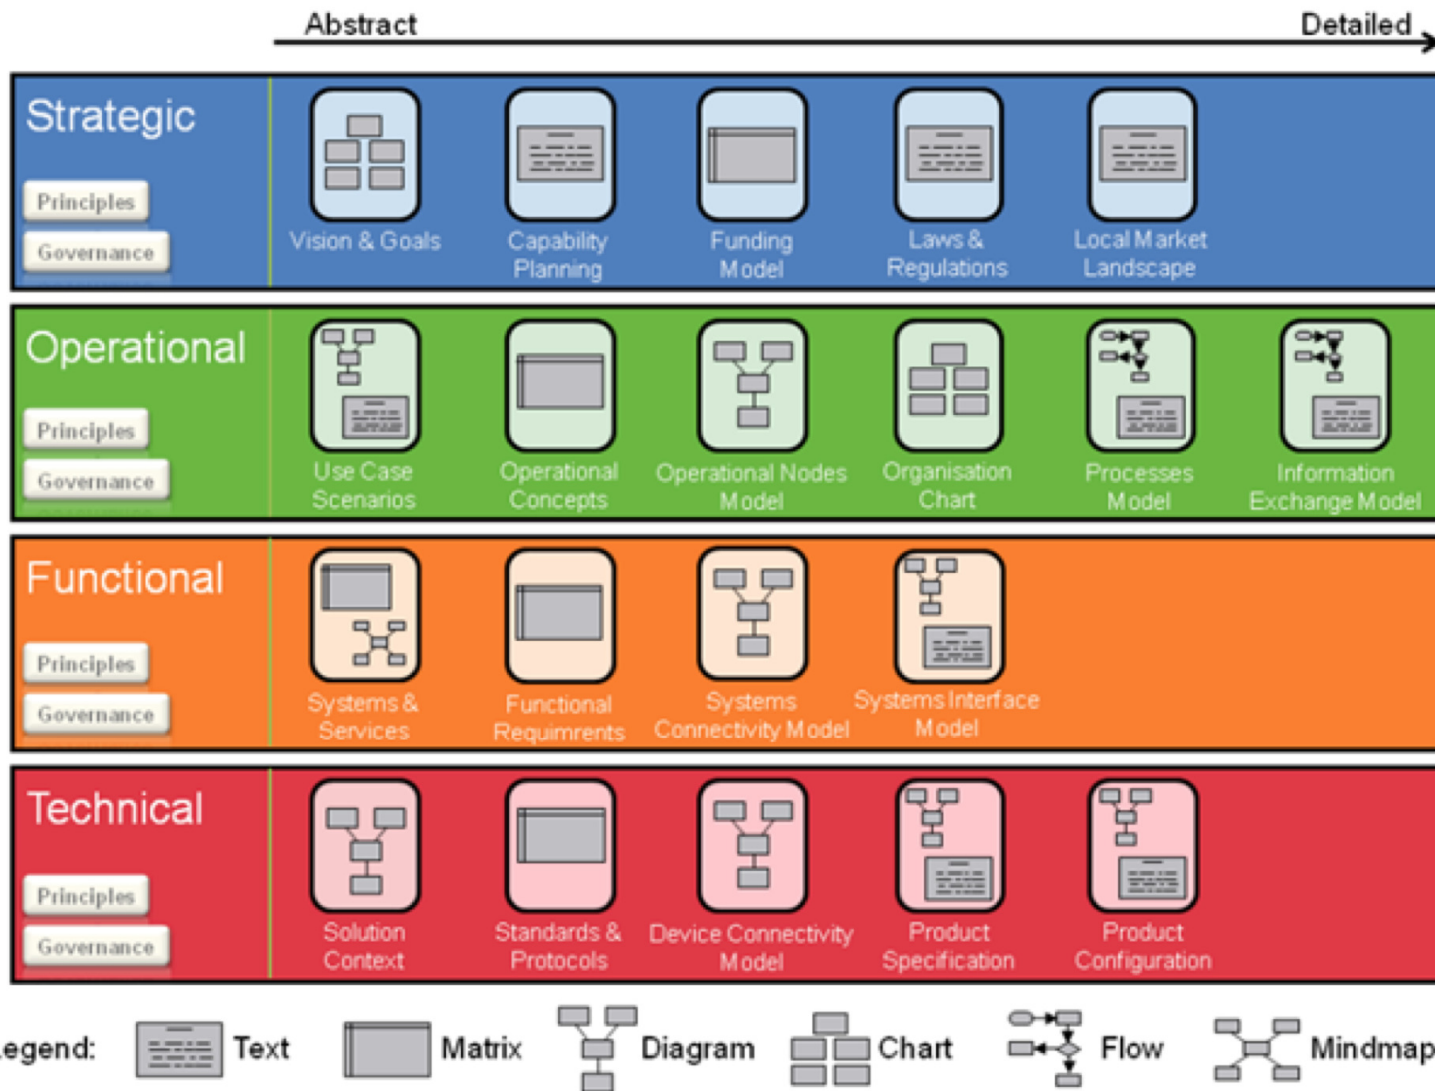 Abstract
Detailed
Strategic
Principles
Governance
Vision & Goals
Capability
Planning
Funding
Model
Laws &
Regulations
Local Market
Landscape
Operational
Principles
Governance
Use Case
Scenarios
Operational
Concepts
Operational Nodes
Model
Organisation
Chart
Processes
Model
Information
Exchange Model
Functional
Principles
Governance
Systems &
Services
Functional
Requimrents
Systems
Connectivity Model
Systems Interface
Model
Technical
Principles
Governance
Solution
Context
Standards &
Protocols
Device Connectivity
Model
Product
Specification
Product
Configuration
egend:
Text
Matrix
Diagram
Chart
Flow
Mindmap